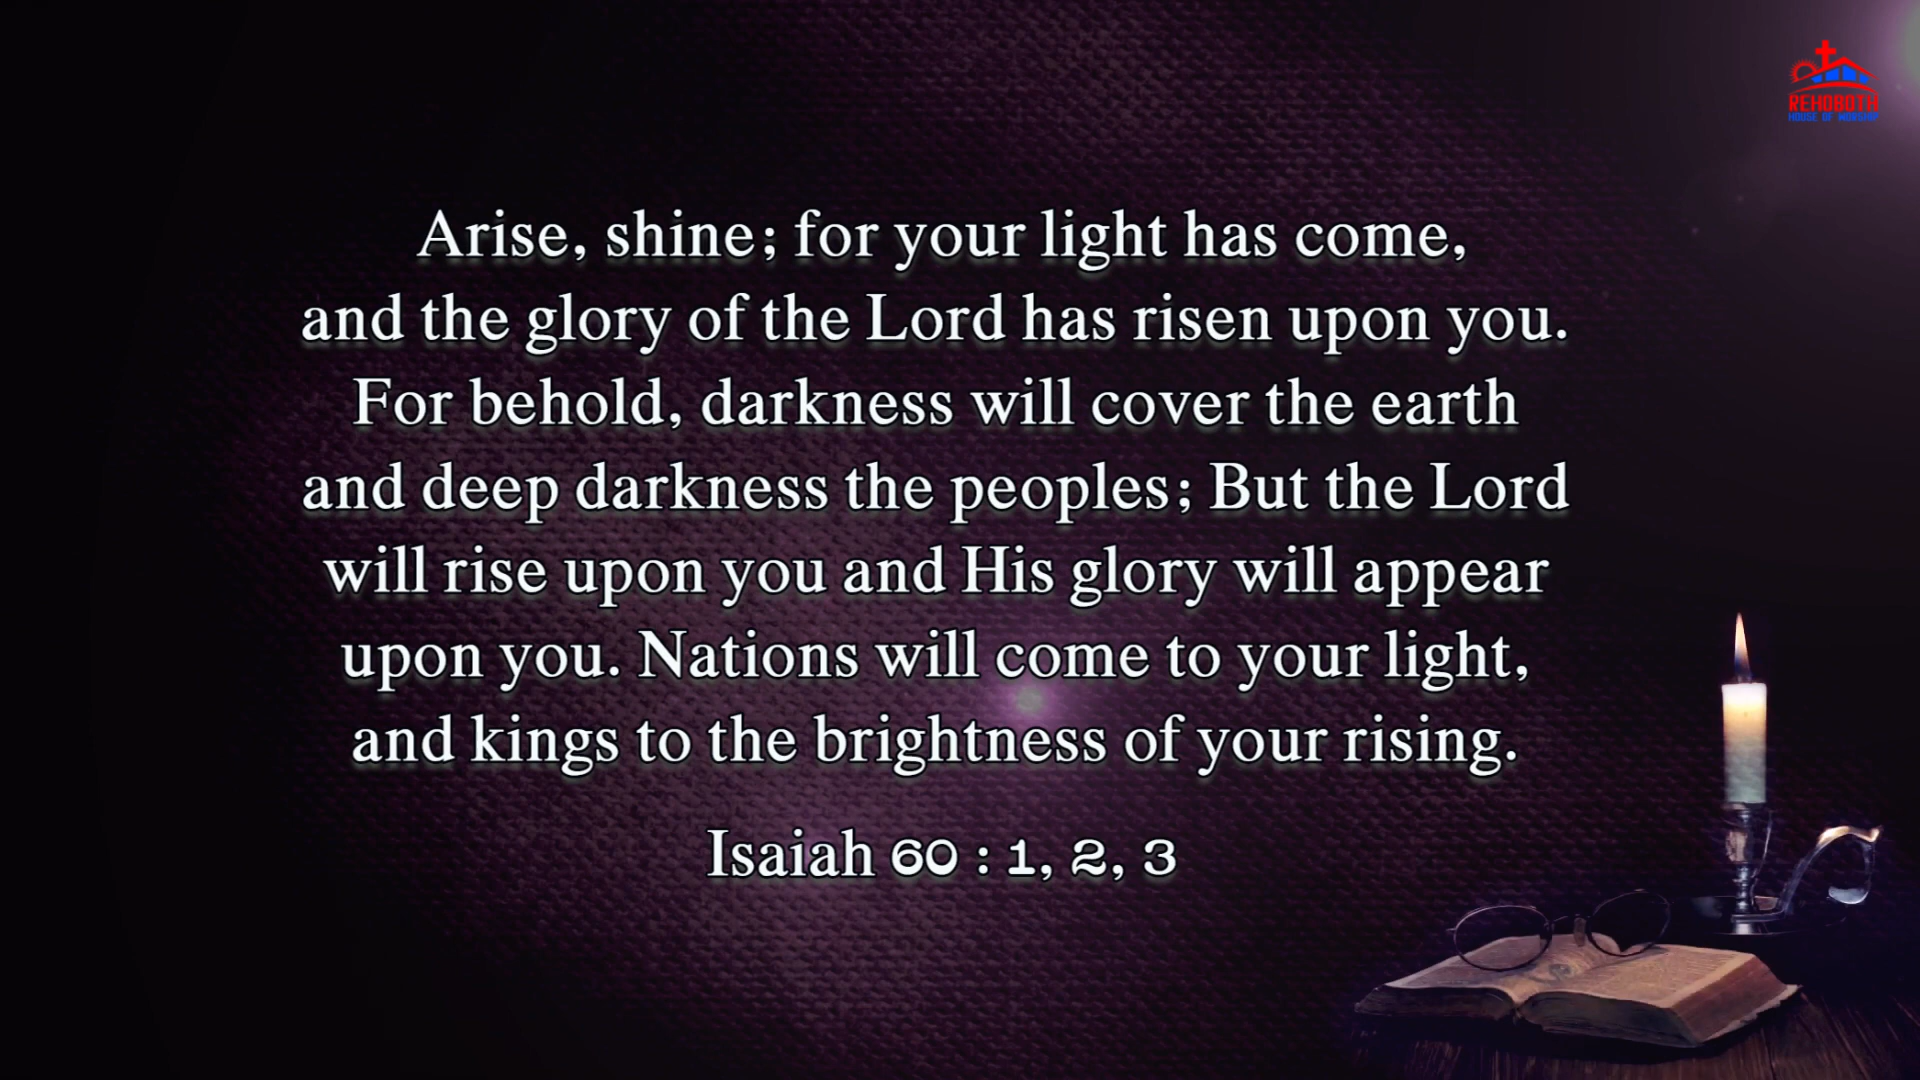 REHOBOTH
HOUSE OF WORSHIP
Arise, shine; for your light has come,
and the glory of the Lord has risen upon you.
For behold, darkness will cover the earth
and deep darkness the peoples; But the Lord
will rise upon you and His glory will appear
upon you. Nations will come to your light,
and kings to the brightness of your rising.
Isaiah 60 : 1, 2, 3